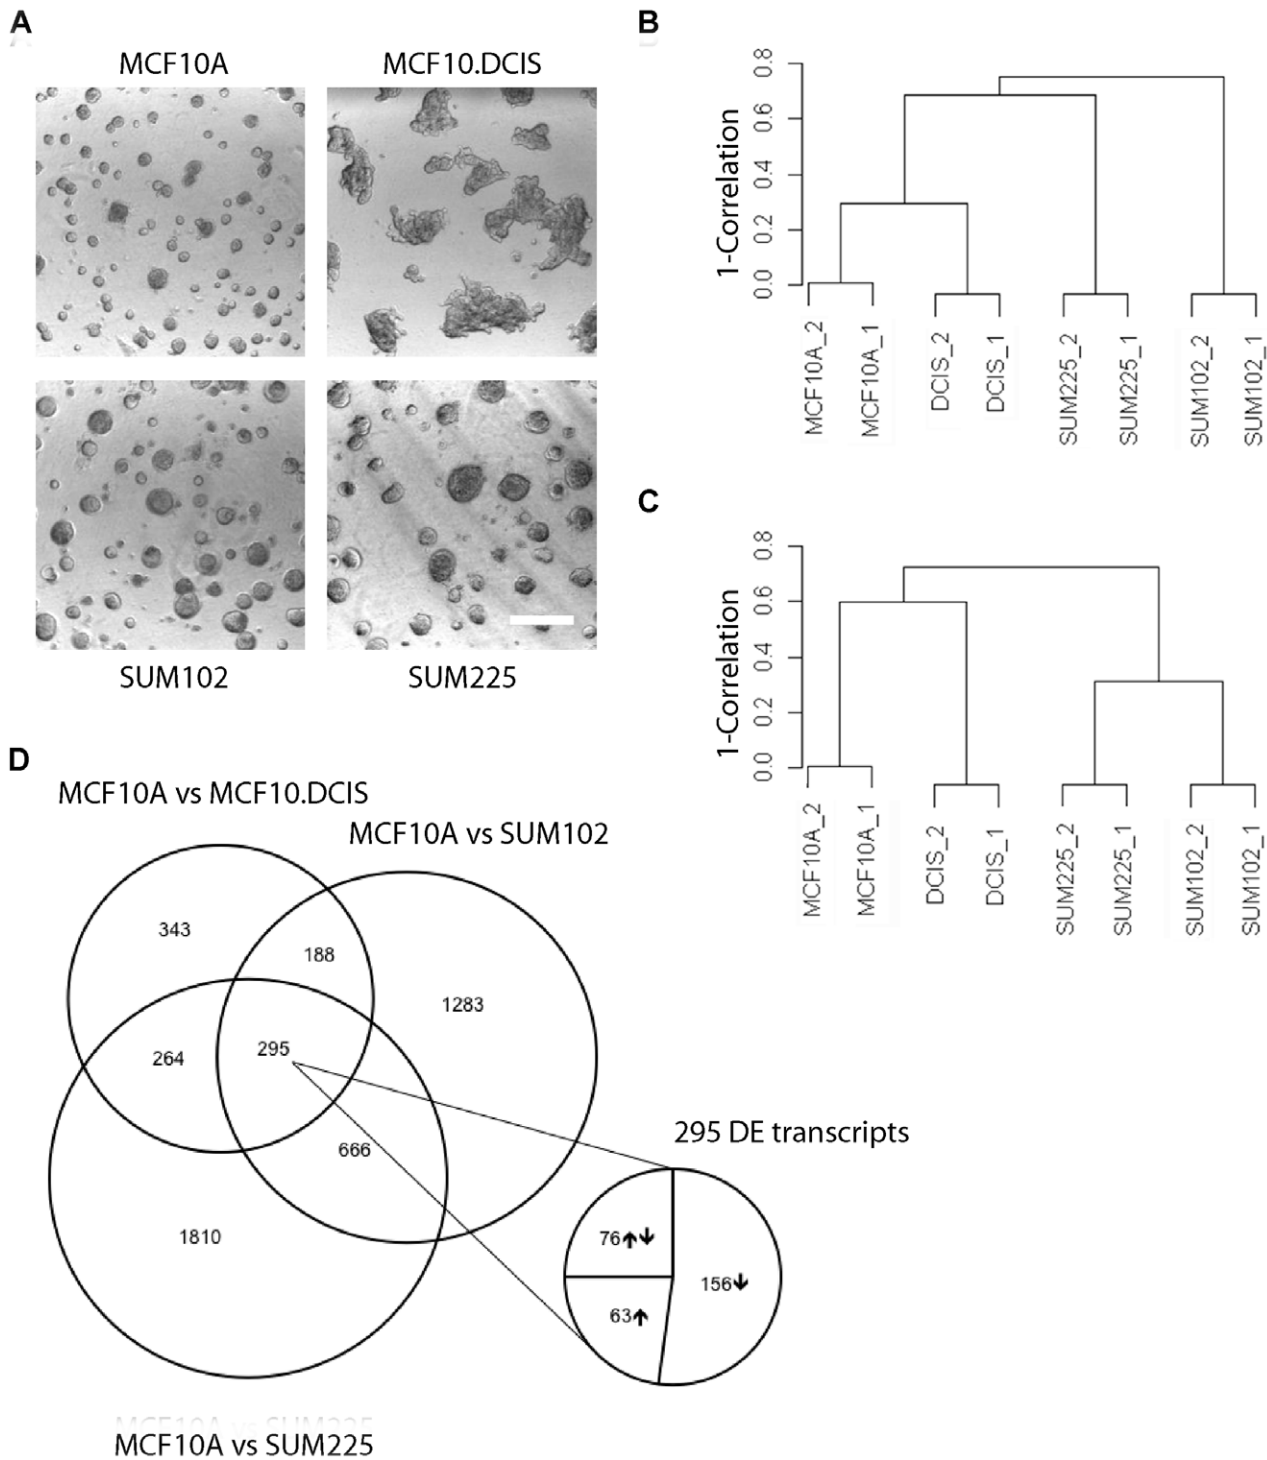 A
MCF10A
MCF10.DCIS
SUM102
SUM225
B
1-Correlation
0.8
0.6
0.4
0.2
0.0
MCF10A_2
MCF10A_1
DCIS_2
DCIS_1
SUM225_2
SUM225_1
SUM102_2
SUM102_1
C
1-Correlation
0.8
0.6
0.4
0.2
0.0
MCF10A_2
MCF10A_1
DCIS_2
DCIS_1
SUM225_2
SUM225_1
SUM102_2
SUM102_1
D
MCF10A vs MCF10.DCIS
MCF10A vs SUM102
343
188
1283
264
295
666
1810
295 DE transcripts
76↑↓
156↓
63↑
MCF10A vs SUM225